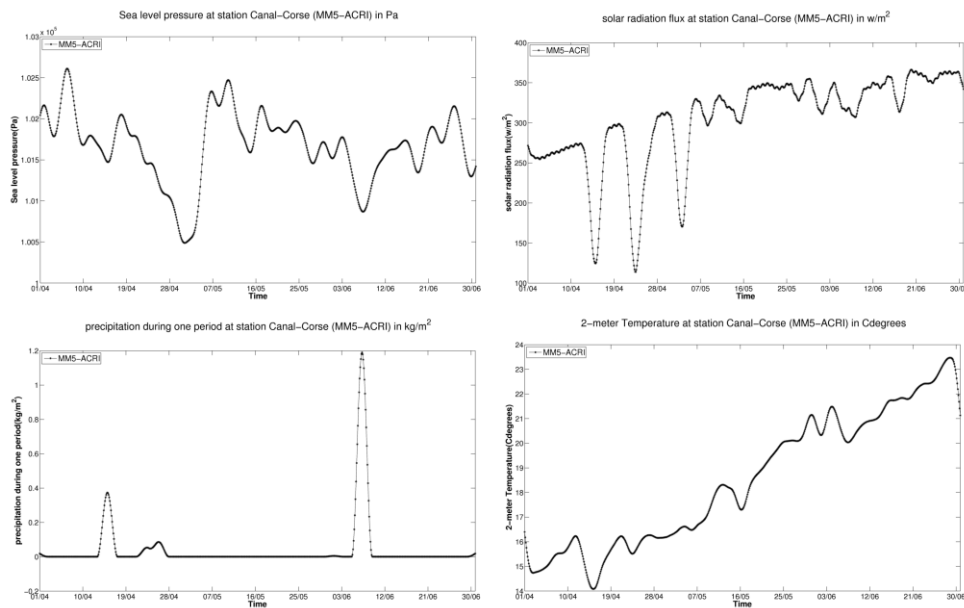 Sea level pressure at station Canal-Corse (MM5-ACRI) in Pa
x 10⁵
MM5-ACRI
Sea level pressure(Pa)
1.03
1.025
1.02
1.015
1.01
1.005
1
01/04 10/04 19/04 28/04 07/05 16/05 25/05 03/06 12/06 21/06 30/06
Time
solar radiation flux at station Canal-Corse (MM5-ACRI) in w/m²
MM5-ACRI
solar radiation flux(w/m²)
400
350
300
250
200
150
100
01/04 10/04 19/04 28/04 07/05 16/05 25/05 03/06 12/06 21/06 30/06
Time
precipitation during one period at station Canal-Corse (MM5-ACRI) in kg/m²
MM5-ACRI
precipitation during one period(kg/m²)
1.2
1
0.8
0.6
0.4
0.2
0
-0.2
01/04 10/04 19/04 28/04 07/05 16/05 25/05 03/06 12/06 21/06 30/06
Time
2-meter Temperature at station Canal-Corse (MM5-ACRI) in Cdegrees
MM5-ACRI
2-meter Temperature(Cdegrees)
24
23
22
21
20
19
18
17
16
15
14
01/04 10/04 19/04 28/04 07/05 16/05 25/05 03/06 12/06 21/06 30/06
Time